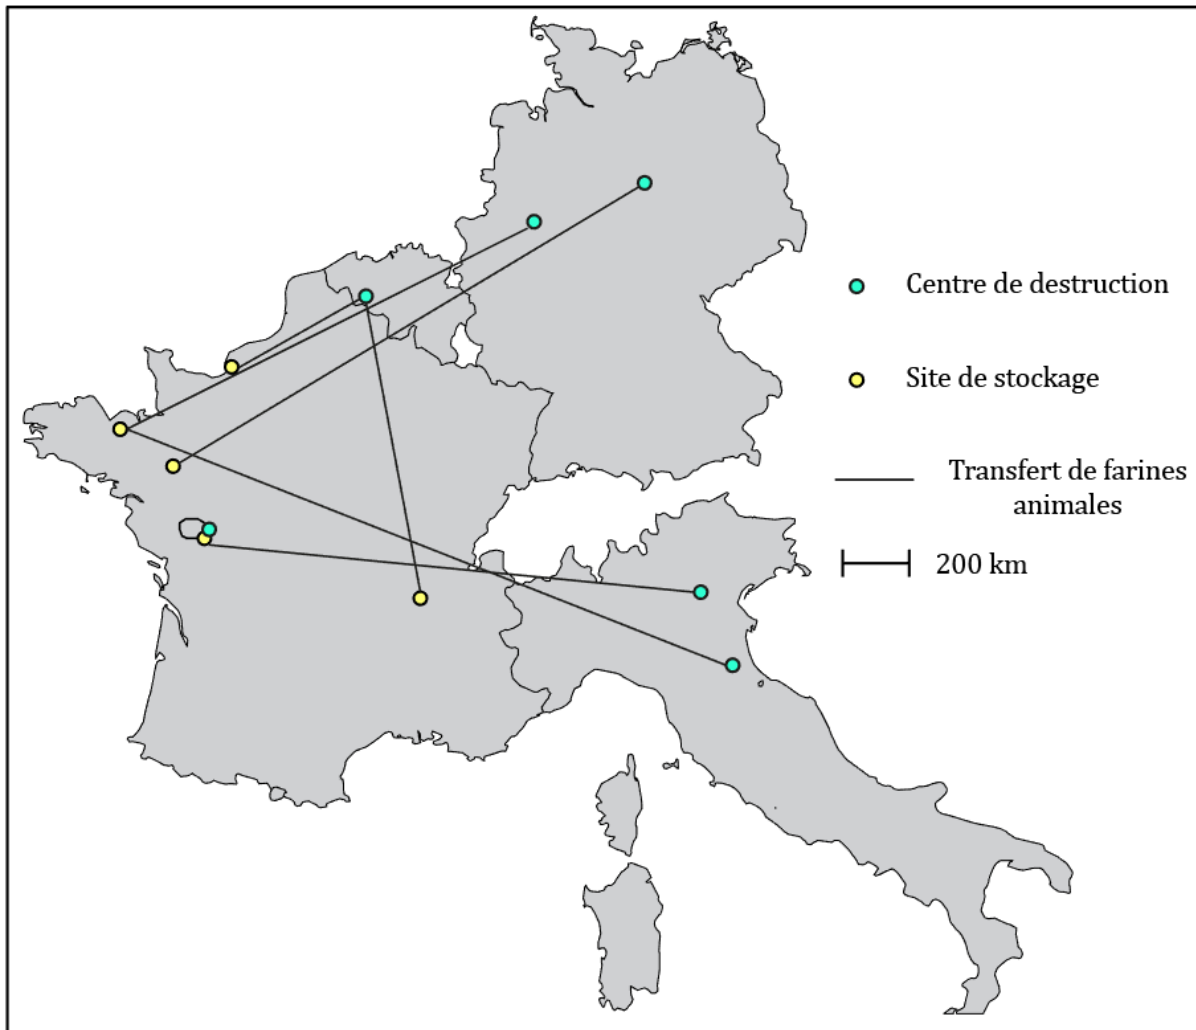 Centre de destruction
Site de stockage
Transfert de farines
animales
200 km